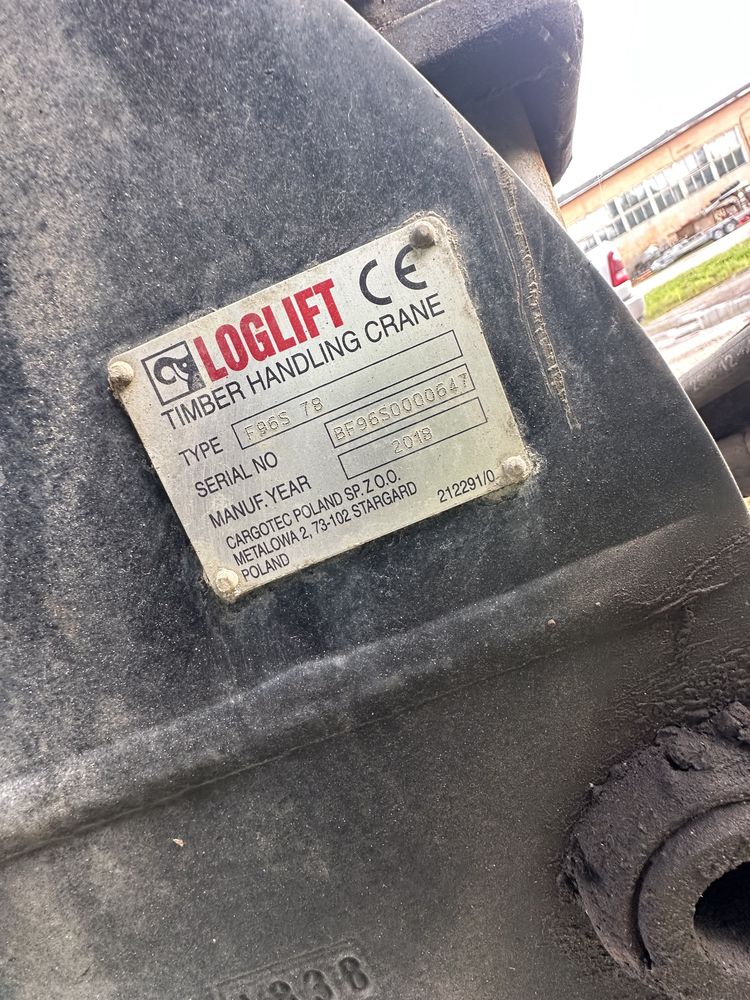 LOGLIFT CE
TIMBER HANDLING CRANE
TYPE F96S 78
SERIAL NO BF96S0000647
MANUF. YEAR 2018
CARGOTEC POLAND SP.Z.O.O.
METALOWA 2, 73-102 STARGARD
POLAND 212291/0